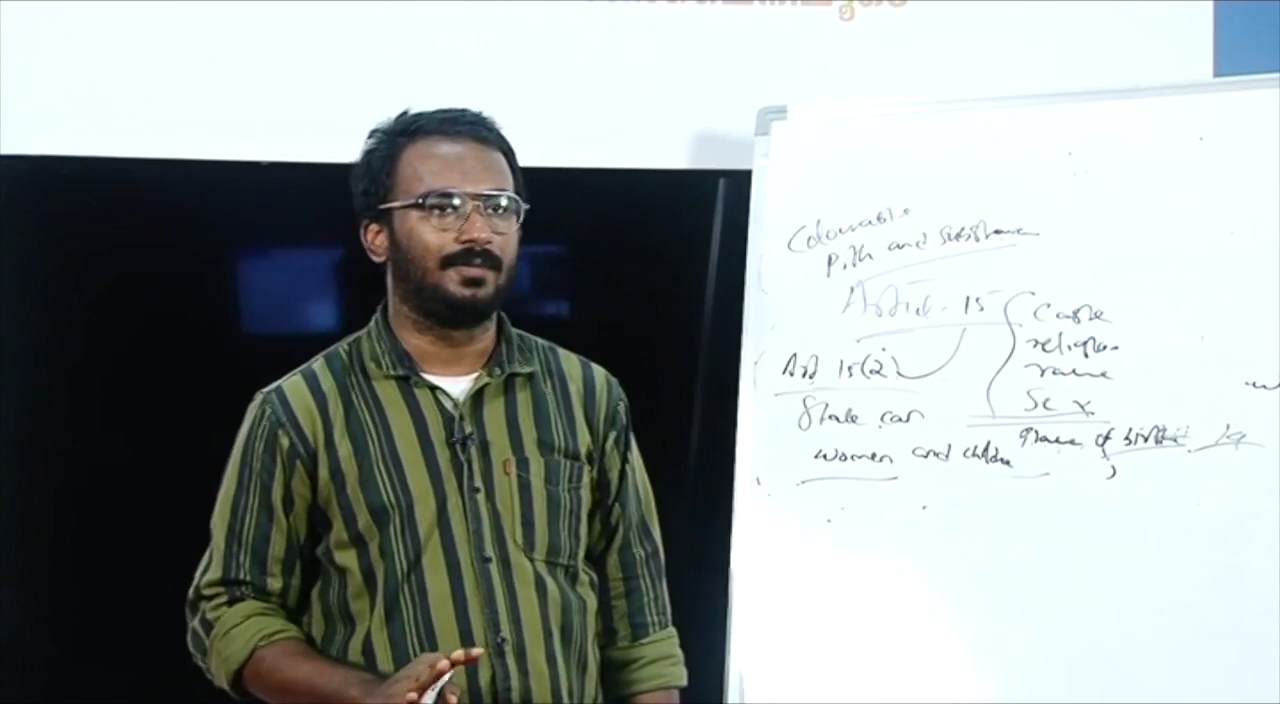 Colourable
Pith and substance
Article 15
Caste
religion
race
Sex
place of birth
Art 15(2)
State can
women and children